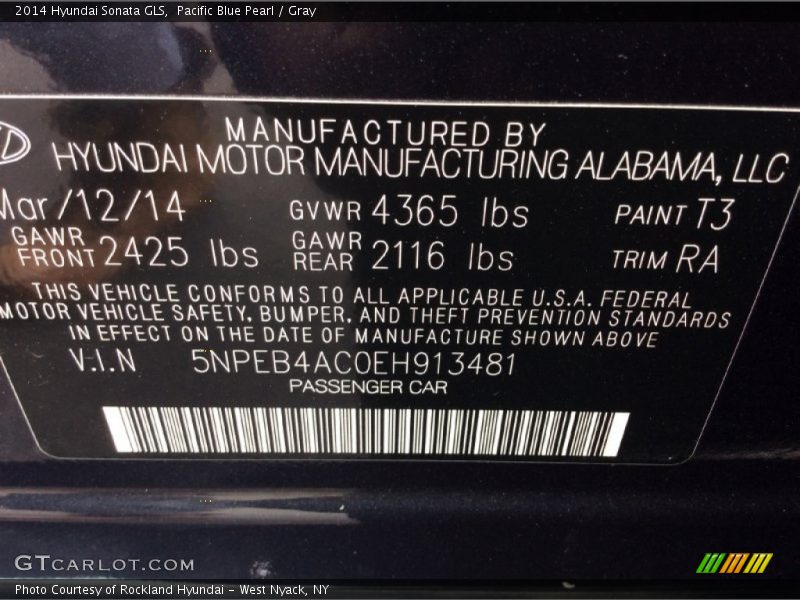 2014 Hyundai Sonata GLS, Pacific Blue Pearl / Gray
MANUFACTURED BY
HYUNDAI MOTOR MANUFACTURING ALABAMA, LLC
Mar/12/14 GVWR 4365 lbs PAINT T3
GAWR FRONT 2425 lbs GAWR REAR 2116 lbs TRIM RA
THIS VEHICLE CONFORMS TO ALL APPLICABLE U.S.A. FEDERAL
MOTOR VEHICLE SAFETY, BUMPER, AND THEFT PREVENTION STANDARDS
IN EFFECT ON THE DATE OF MANUFACTURE SHOWN ABOVE
V.I.N 5NPEB4AC0EH913481
PASSENGER CAR
GTCARLOT.COM
Photo Courtesy of Rockland Hyundai - West Nyack, NY